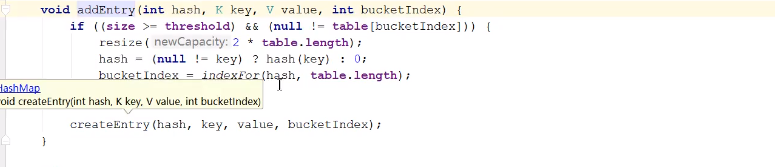 void addEntry(int hash, K key, V value, int bucketIndex) {
if ((size >= threshold) && (null != table[bucketIndex])) {
resize( newCapacity: 2 * table.length);
hash = (null != key) ? hash(key) : 0;
bucketIndex = indexFor(hash, table.length);
HashMap
void createEntry(int hash, K key, V value, int bucketIndex)
createEntry(hash, key, value, bucketIndex);
}